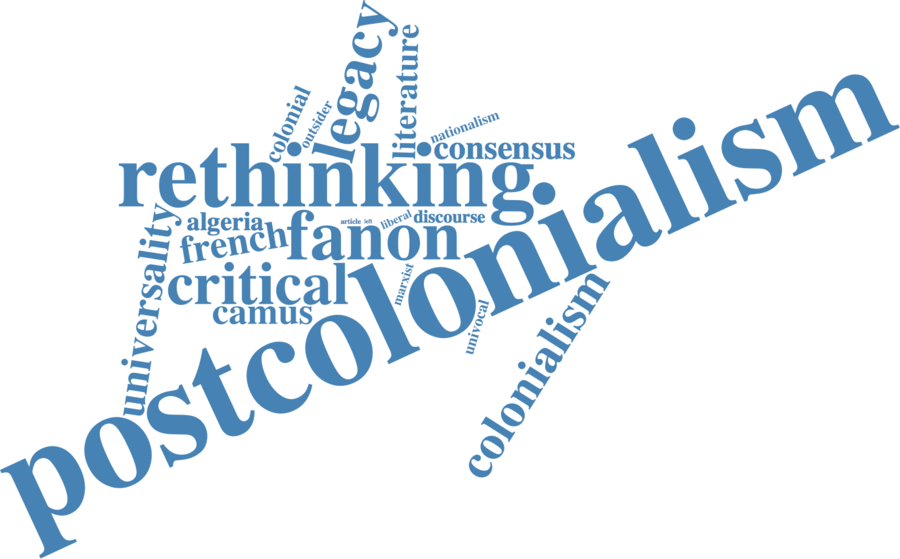 legacy
literature
colonial
outsider
nationalism
consensus
rethinking
postcolonialism
algeria
article
left
liberal
discourse
french
fanon
universality
critical
marxist
camus
univocal
colonialism